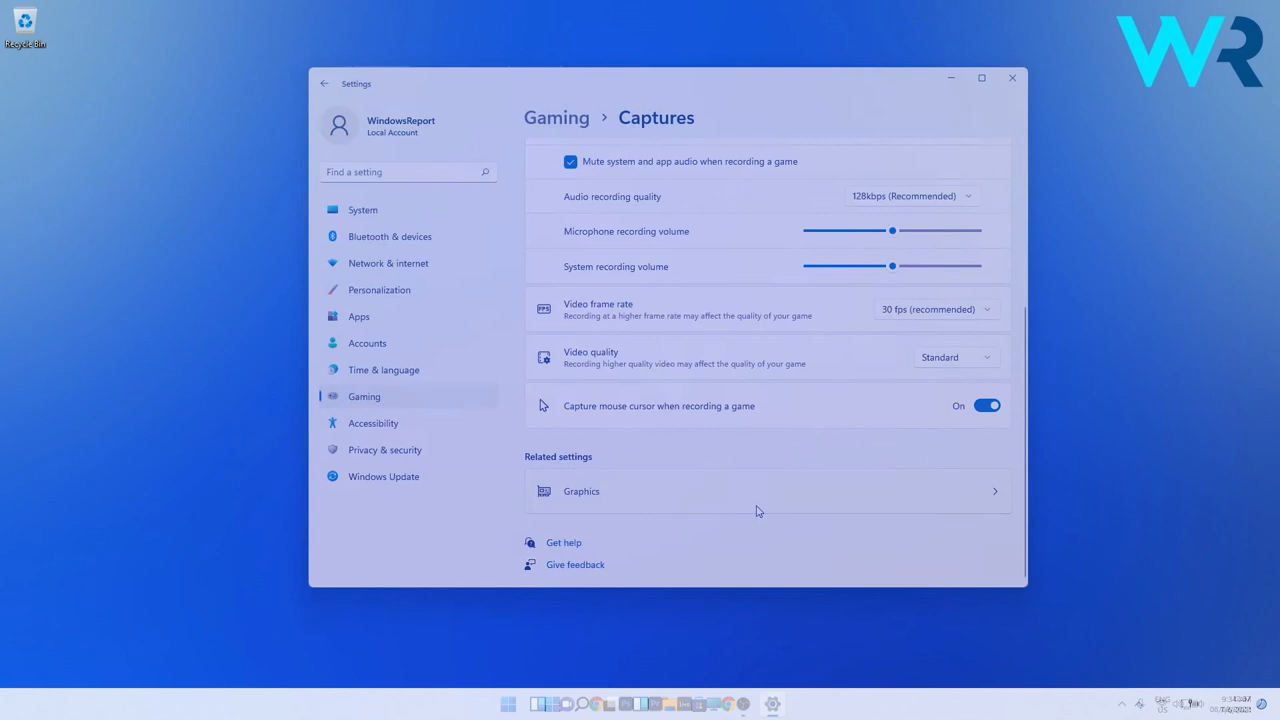 Recycle Bin
WR
Settings
WindowsReport
Local Account
Find a setting
System
Bluetooth & devices
Network & internet
Personalization
Apps
Accounts
Time & language
Gaming
Accessibility
Privacy & security
Windows Update
Gaming > Captures
Mute system and app audio when recording a game
Audio recording quality
128kbps (Recommended)
Microphone recording volume
System recording volume
FPS
Video frame rate
Recording at a higher frame rate may affect the quality of your game
30 fps (recommended)
Video quality
Recording higher quality video may affect the quality of your game
Standard
Capture mouse cursor when recording a game
On
Related settings
Graphics
Get help
Give feedback
ENG
US